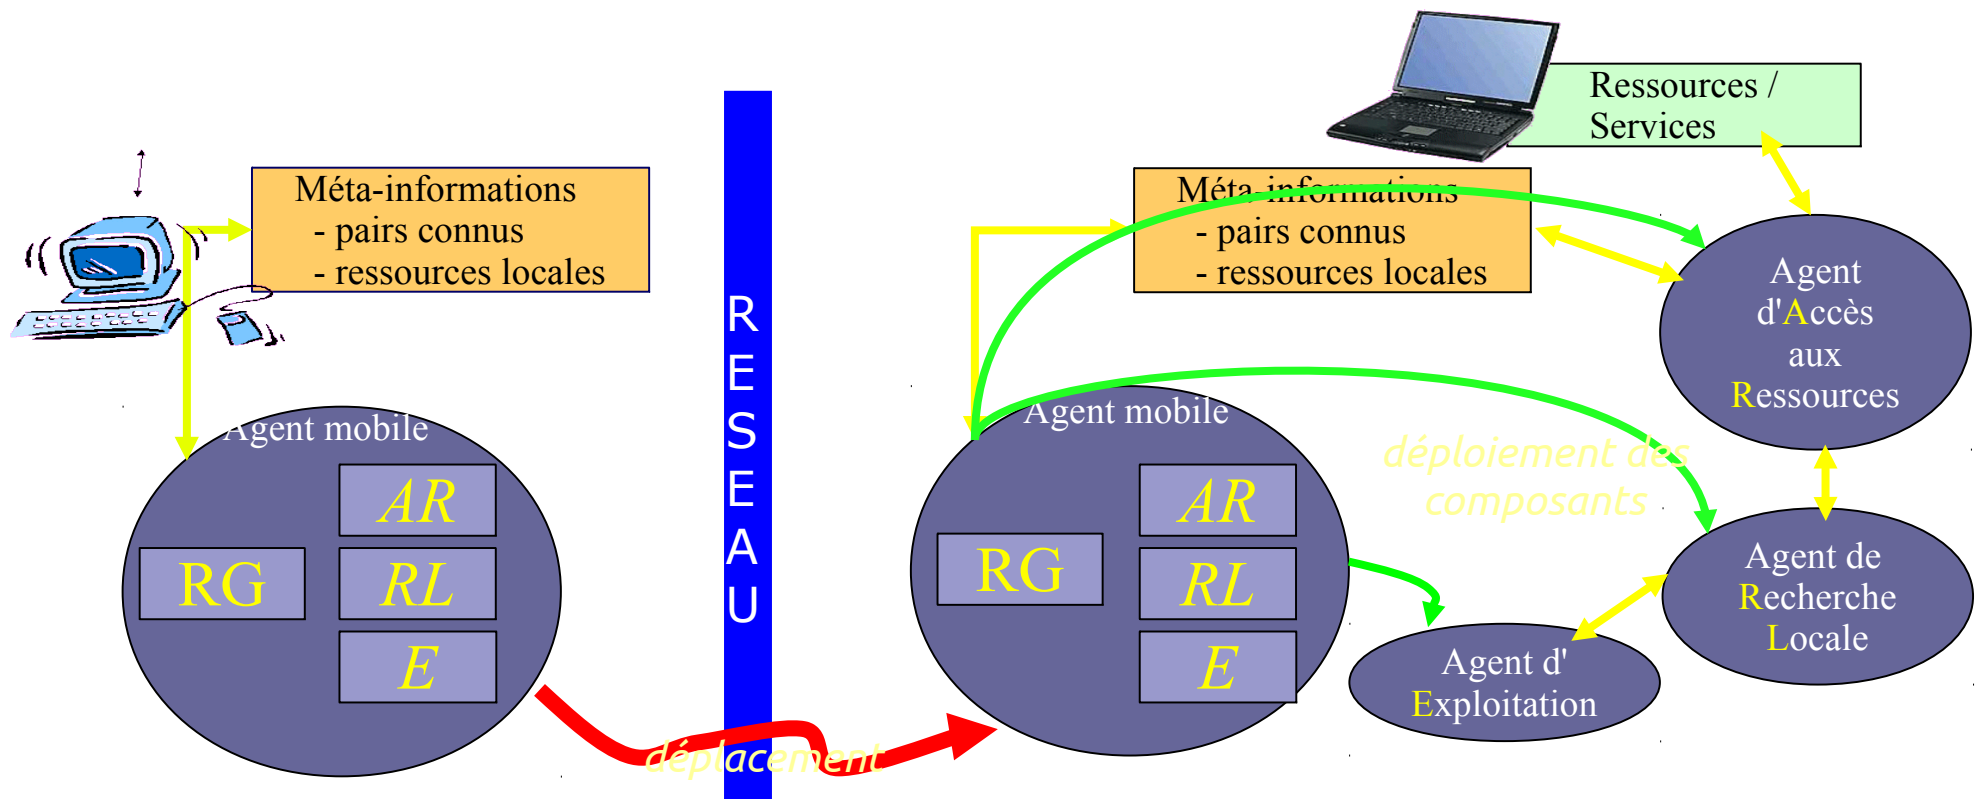 Méta-informations
- pairs connus
- ressources locales
Agent mobile
AR
RG
RL
E
RESEAU
déplacement
Ressources /
Services
Méta-informations
- pairs connus
- ressources locales
Agent mobile
AR
RG
RL
E
déploiement des
composants
Agent
d'Accès
aux
Ressources
Agent de
Recherche
Locale
Agent d'
Exploitation